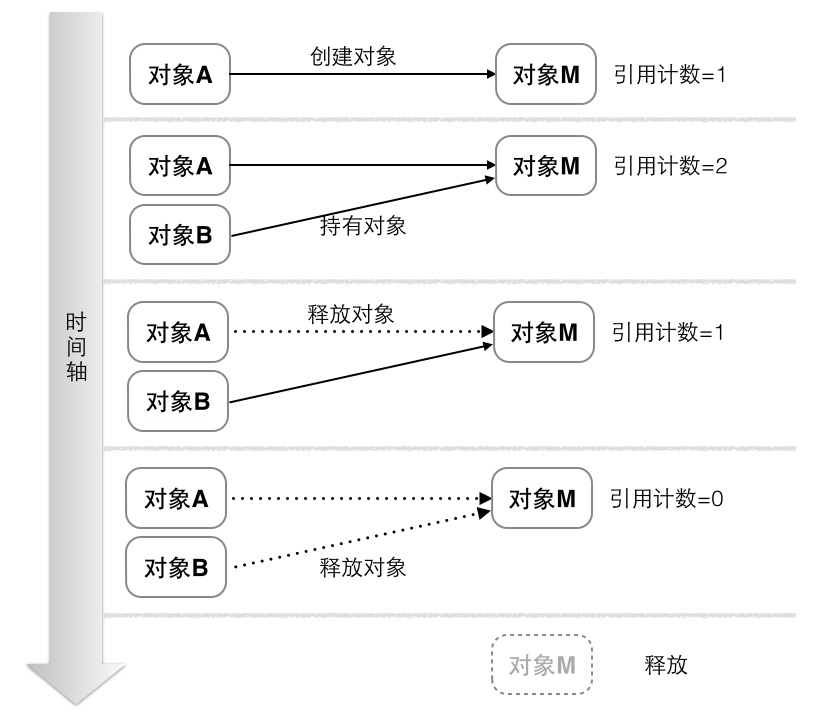 创建对象
对象A
对象M
引用计数=1
对象A
对象M
引用计数=2
对象B
持有对象
时间轴
释放对象
对象A
对象M
引用计数=1
对象B
对象A
对象M
引用计数=0
对象B
释放对象
对象M
释放